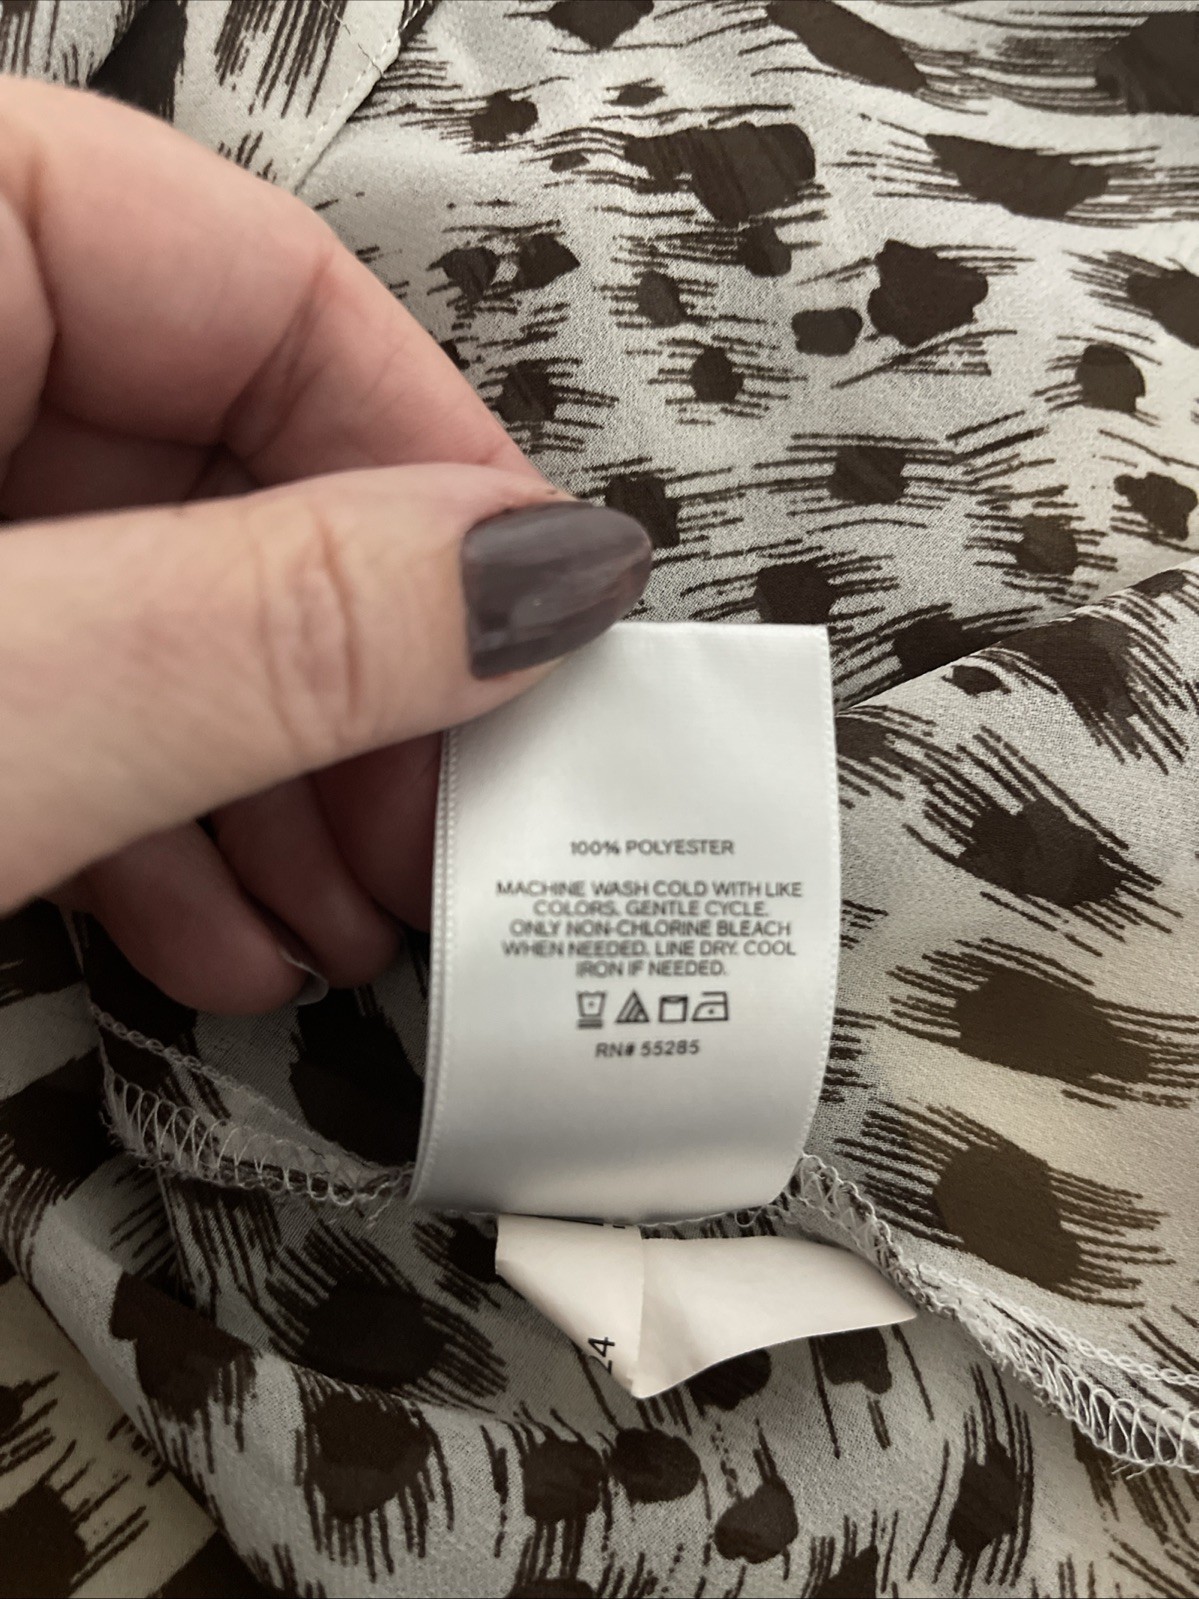 100% POLYESTER
MACHINE WASH COLD WITH LIKE
COLORS. GENTLE CYCLE.
ONLY NON-CHLORINE BLEACH
WHEN NEEDED. LINE DRY. COOL
IRON IF NEEDED.
RN# 55285
24